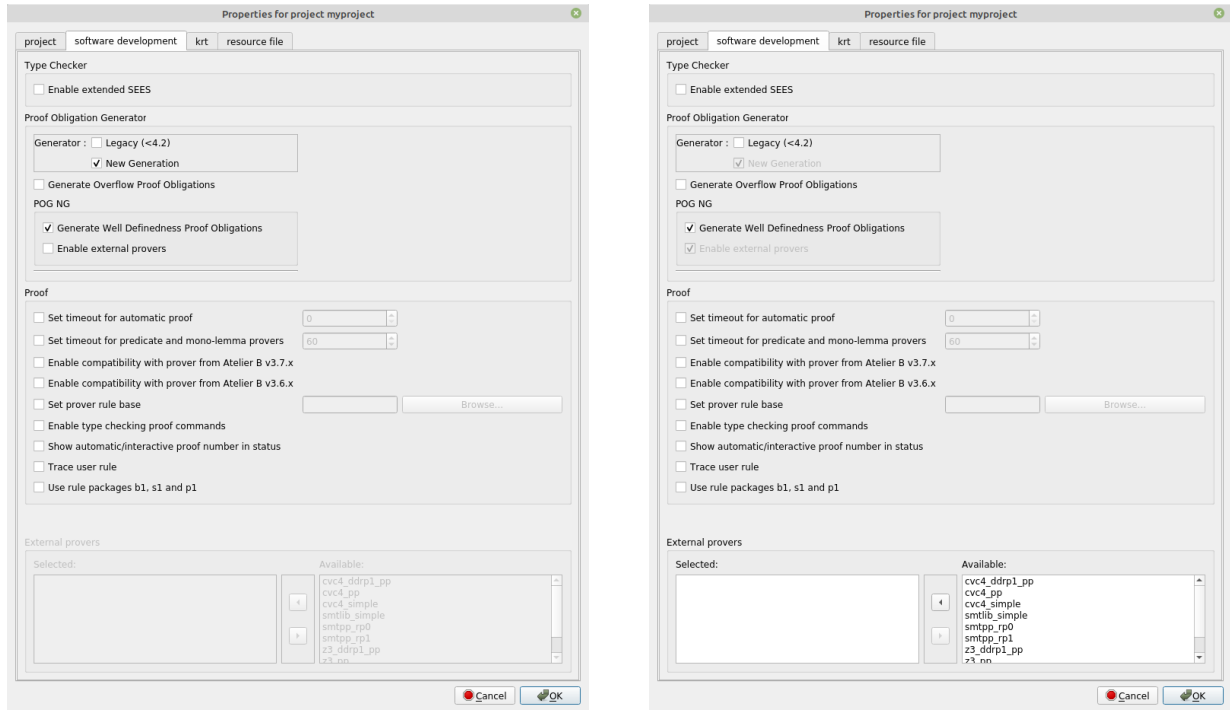 Properties for project myproject
project software development krt resource file
Type Checker
Enable extended SEES
Proof Obligation Generator
Generator : Legacy (<4.2)
New Generation
Generate Overflow Proof Obligations
POG NG
Generate Well Definedness Proof Obligations
Enable external provers
Proof
Set timeout for automatic proof 0
Set timeout for predicate and mono-lemma provers 60
Enable compatibility with prover from Atelier B v3.7.x
Enable compatibility with prover from Atelier B v3.6.x
Set prover rule base Browse...
Enable type checking proof commands
Show automatic/interactive proof number in status
Trace user rule
Use rule packages b1, s1 and p1
External provers
Selected: Available:
cvc4_ddrp1_pp
cvc4_pp
cvc4_simple
smtlib_simple
smtpp_rp0
smtpp_rp1
z3_ddrp1_pp
z3_pp
Cancel OK
Properties for project myproject
project software development krt resource file
Type Checker
Enable extended SEES
Proof Obligation Generator
Generator : Legacy (<4.2)
New Generation
Generate Overflow Proof Obligations
POG NG
Generate Well Definedness Proof Obligations
Enable external provers
Proof
Set timeout for automatic proof 0
Set timeout for predicate and mono-lemma provers 60
Enable compatibility with prover from Atelier B v3.7.x
Enable compatibility with prover from Atelier B v3.6.x
Set prover rule base Browse...
Enable type checking proof commands
Show automatic/interactive proof number in status
Trace user rule
Use rule packages b1, s1 and p1
External provers
Selected: Available:
cvc4_ddrp1_pp
cvc4_pp
cvc4_simple
smtlib_simple
smtpp_rp0
smtpp_rp1
z3_ddrp1_pp
z3_pp
Cancel OK